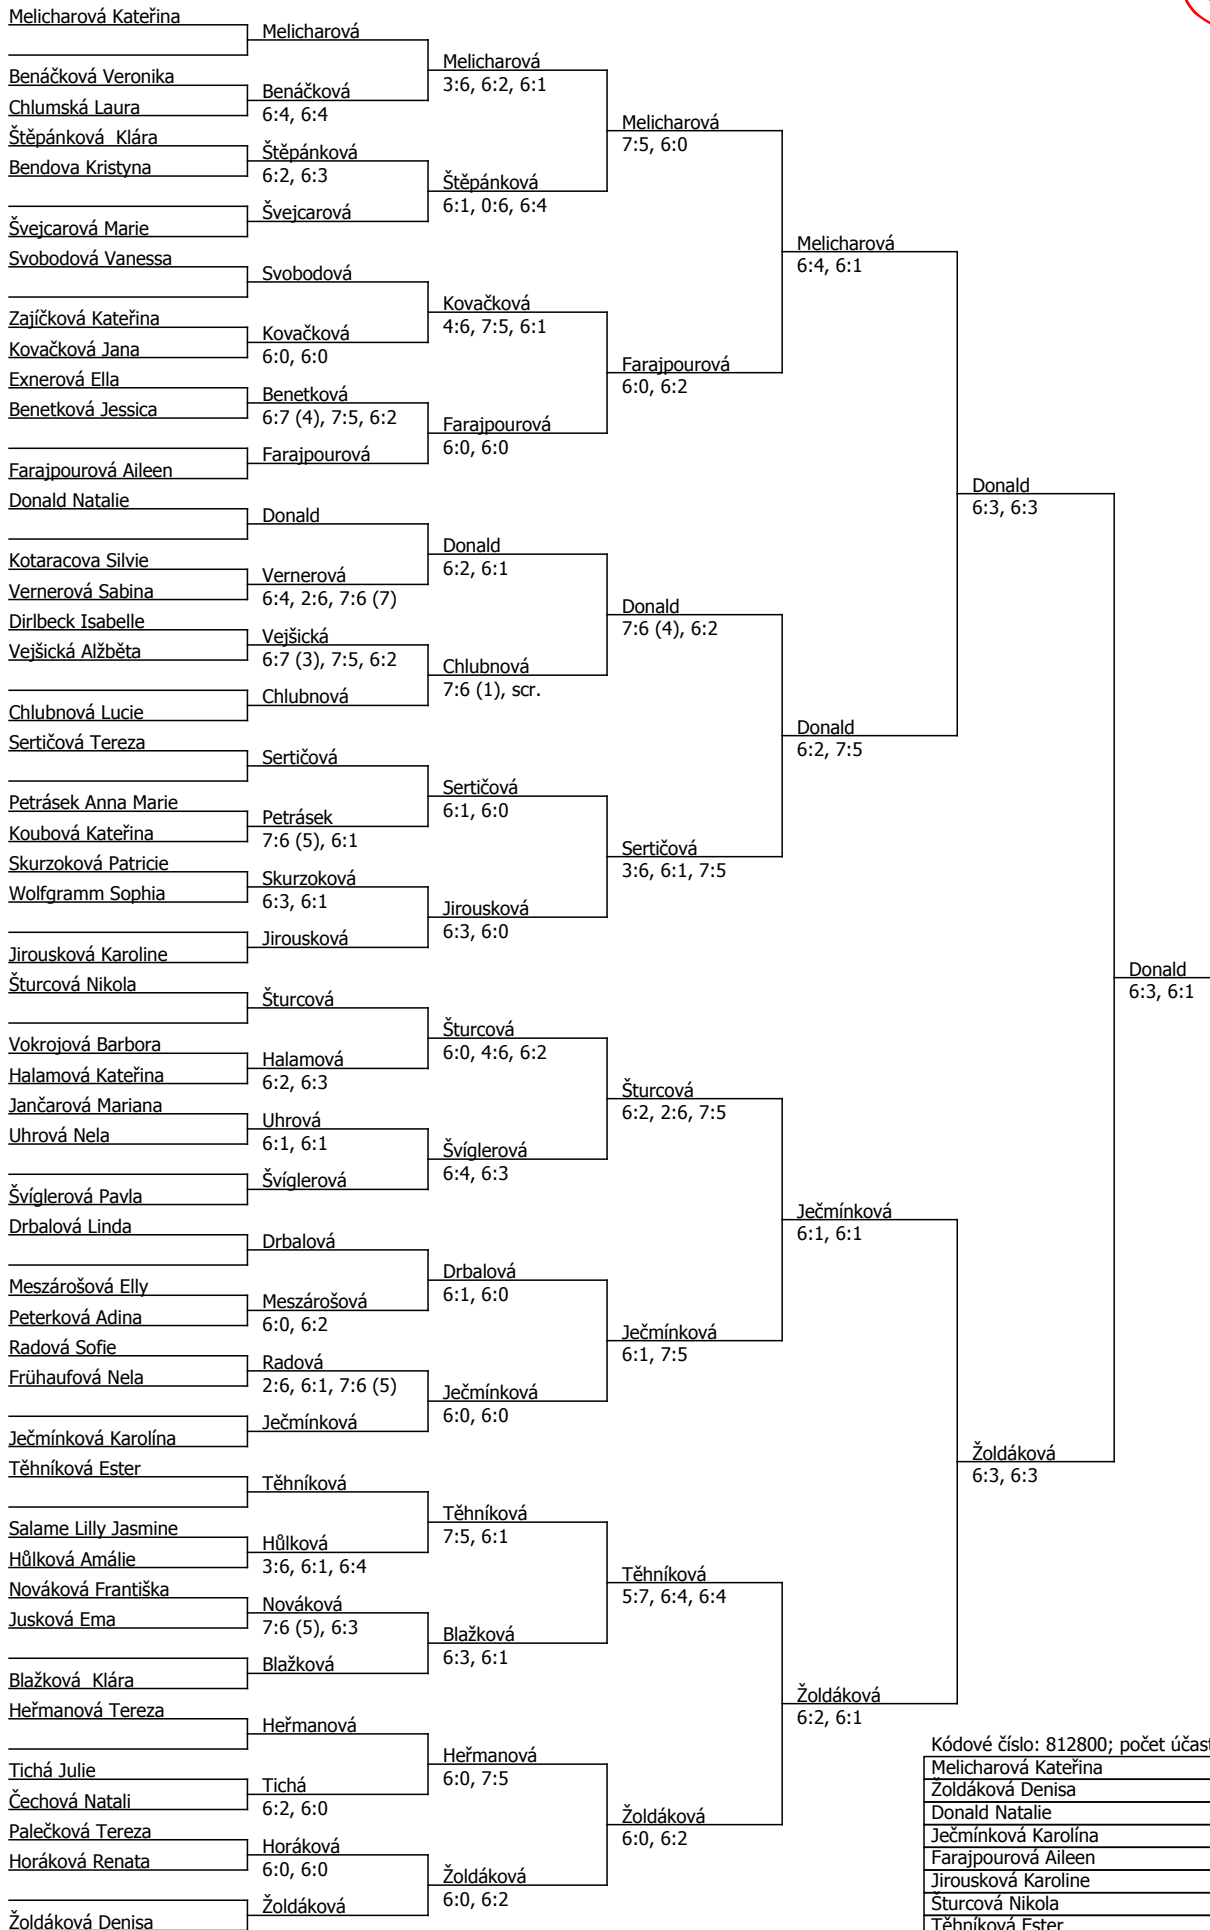 Melicharová Kateřina
Benáčková Veronika
Chlumská Laura
Štěpánková  Klára
Bendova Kristyna
Švejcarová Marie
Svobodová Vanessa
Zajíčková Kateřina
Kovačková Jana
Exnerová Ella
Benetková Jessica
Farajpourová Aileen
Donald Natalie
Kotaracova Silvie
Vernerová Sabina
Dirlbeck Isabelle
Vejšická Alžběta
Chlubnová Lucie
Sertičová Tereza
Petrásek Anna Marie
Koubová Kateřina
Skurzoková Patricie
Wolfgramm Sophia
Jirousková Karoline
Šturcová Nikola
Vokrojová Barbora
Halamová Kateřina
Jančarová Mariana
Uhrová Nela
Švíglerová Pavla
Drbalová Linda
Meszárošová Elly
Peterková Adina
Radová Sofie
Frühaufová Nela
Ječmínková Karolína
Těhníková Ester
Salame Lilly Jasmine
Hůlková Amálie
Nováková Františka
Jusková Ema
Blažková  Klára
Heřmanová Tereza
Tichá Julie
Čechová Natali
Palečková Tereza
Horáková Renata
Žoldáková Denisa
Melicharová
Benáčková
6:4, 6:4
Štěpánková
6:2, 6:3
Švejcarová
Svobodová
Kovačková
6:0, 6:0
Benetková
6:7 (4), 7:5, 6:2
Farajpourová
Donald
Vernerová
6:4, 2:6, 7:6 (7)
Vejšická
6:7 (3), 7:5, 6:2
Chlubnová
Sertičová
Petrásek
7:6 (5), 6:1
Skurzoková
6:3, 6:1
Jirousková
Šturcová
Halamová
6:2, 6:3
Uhrová
6:1, 6:1
Švíglerová
Drbalová
Meszárošová
6:0, 6:2
Radová
2:6, 6:1, 7:6 (5)
Ječmínková
Těhníková
Hůlková
3:6, 6:1, 6:4
Nováková
7:6 (5), 6:3
Blažková
Heřmanová
Tichá
6:2, 6:0
Horáková
6:0, 6:0
Žoldáková
Melicharová
3:6, 6:2, 6:1
Štěpánková
6:1, 0:6, 6:4
Kovačková
4:6, 7:5, 6:1
Farajpourová
6:0, 6:0
Donald
6:2, 6:1
Chlubnová
7:6 (1), scr.
Sertičová
6:1, 6:0
Jirousková
6:3, 6:0
Šturcová
6:0, 4:6, 6:2
Švíglerová
6:4, 6:3
Drbalová
6:1, 6:0
Ječmínková
6:0, 6:0
Těhníková
7:5, 6:1
Blažková
6:3, 6:1
Heřmanová
6:0, 7:5
Žoldáková
6:0, 6:2
Melicharová
7:5, 6:0
Farajpourová
6:0, 6:2
Donald
7:6 (4), 6:2
Sertičová
3:6, 6:1, 7:5
Šturcová
6:2, 2:6, 7:5
Ječmínková
6:1, 7:5
Těhníková
5:7, 6:4, 6:4
Žoldáková
6:0, 6:2
Melicharová
6:4, 6:1
Donald
6:2, 7:5
Ječmínková
6:1, 6:1
Žoldáková
6:2, 6:1
Donald
6:3, 6:3
Žoldáková
6:3, 6:3
Donald
6:3, 6:1
Kódové číslo: 812800; počet účast
Melicharová Kateřina
Žoldáková Denisa
Donald Natalie
Ječmínková Karolína
Farajpourová Aileen
Jirousková Karoline
Šturcová Nikola
Těhníková Ester